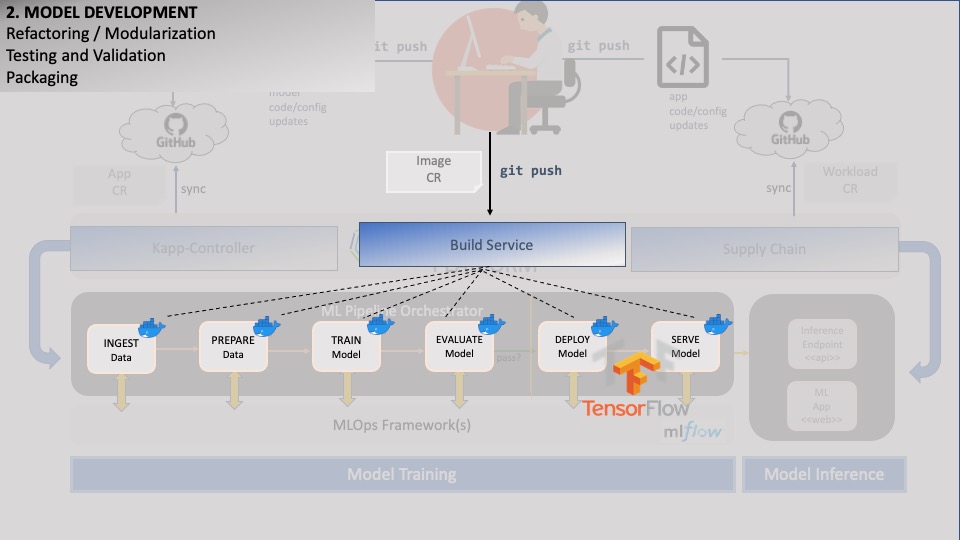 2. MODEL DEVELOPMENT
Refactoring / Modularization
Testing and Validation
Packaging
git push
git push
model
code/config
updates
app
code/config
updates
GitHub
GitHub
App
CR
sync
Image
CR
git push
sync
Workload
CR
Kapp-Controller
Build Service
Supply Chain
ML Pipeline Orchestrator
INGEST
Data
PREPARE
Data
TRAIN
Model
EVALUATE
Model
pass?
DEPLOY
Model
SERVE
Model
Inference
Endpoint
<<api>>
ML
App
<<web>>
TensorFlow
MLOps Framework(s)
mlflow
Model Training
Model Inference